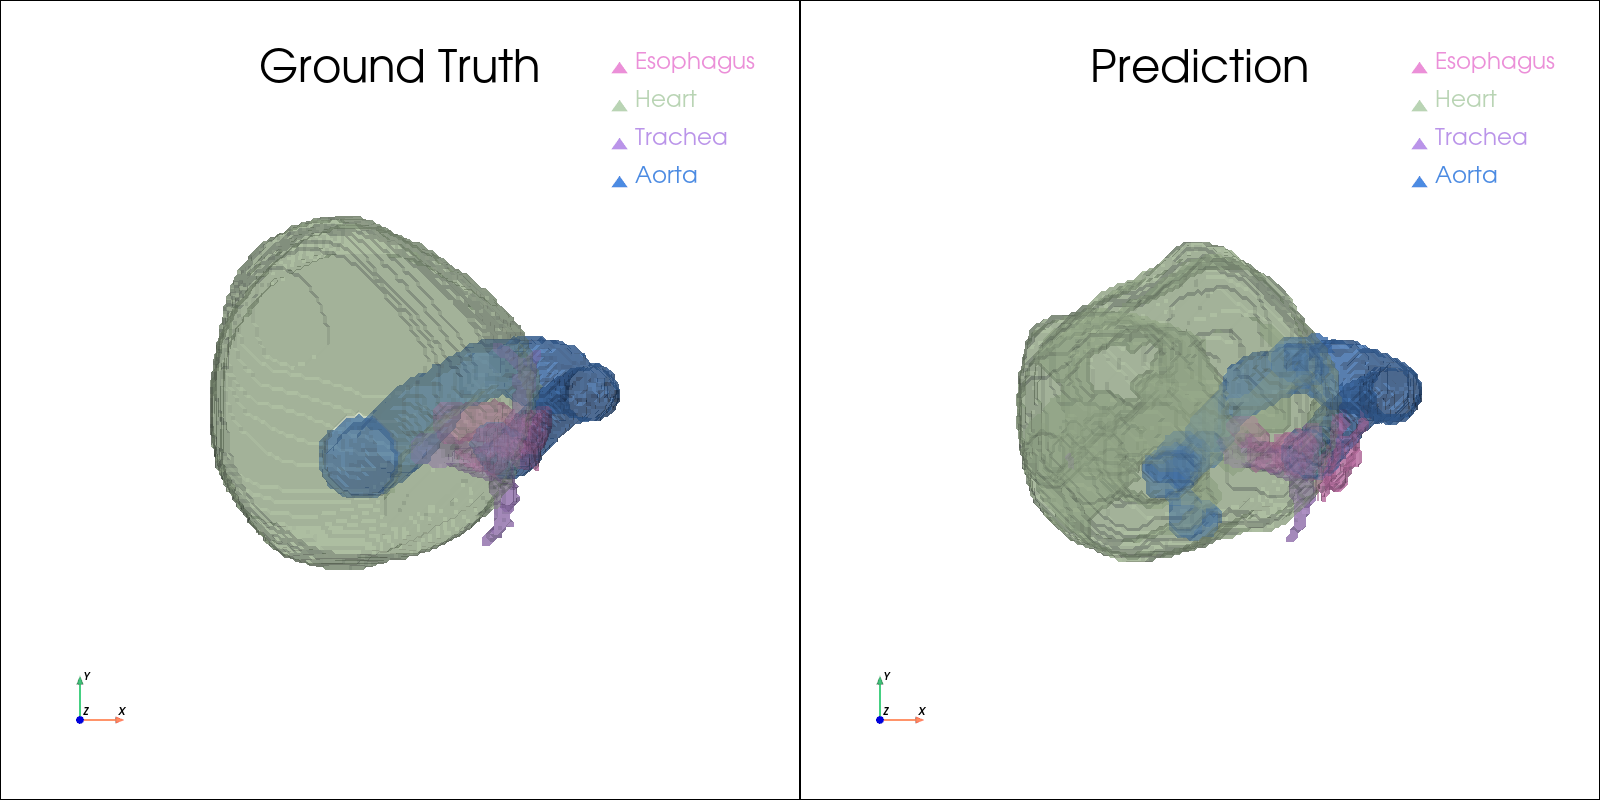 Ground Truth
Esophagus
Heart
Trachea
Aorta
Y
Z
X
Prediction
Esophagus
Heart
Trachea
Aorta
Y
Z
X